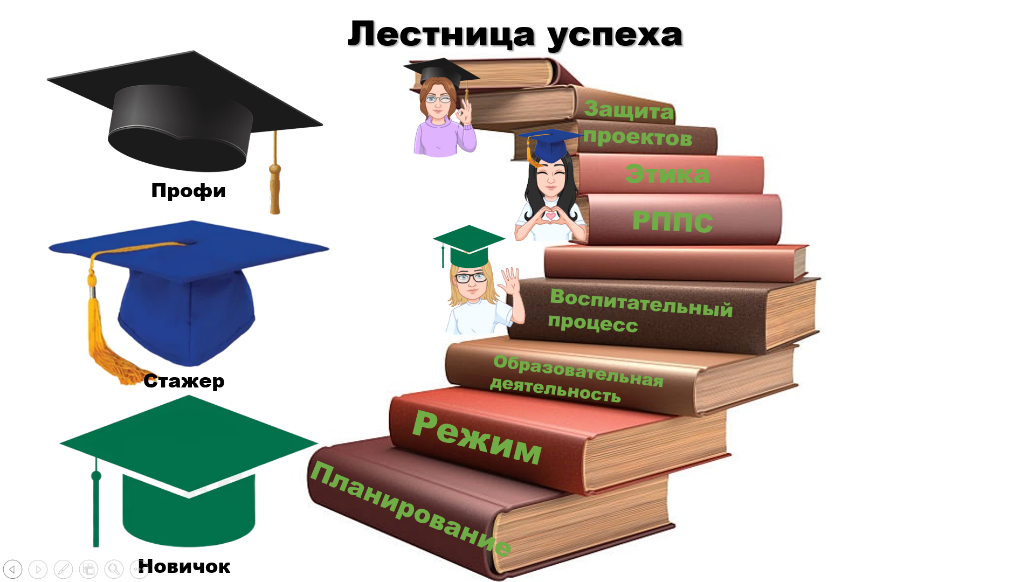 Лестница успеха
Профи
Стажер
Новичок
Защита
проектов
Этика
РППС
Воспитательный
процесс
Образовательная
деятельность
Режим
Планирование